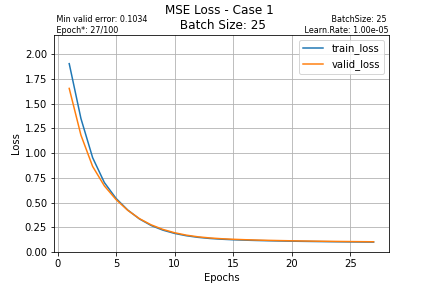 MSE Loss - Case 1
Batch Size: 25
Min valid error: 0.1034
Epoch*: 27/100
BatchSize: 25
Learn.Rate: 1.00e-05
train_loss
valid_loss
Loss
2.00
1.75
1.50
1.25
1.00
0.75
0.50
0.25
0.00
0 5 10 15 20 25
Epochs